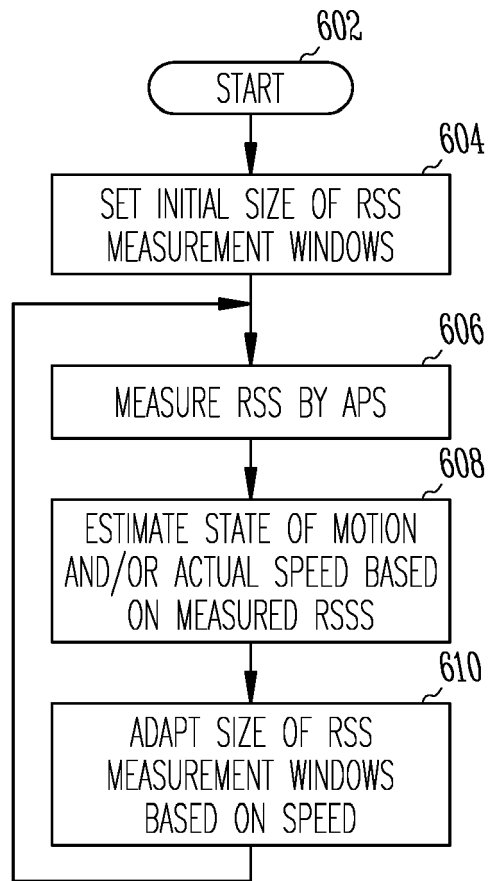 602
START
604
SET INITIAL SIZE OF RSS
MEASUREMENT WINDOWS
606
MEASURE RSS BY APS
608
ESTIMATE STATE OF MOTION
AND/OR ACTUAL SPEED BASED
ON MEASURED RSSS
610
ADAPT SIZE OF RSS
MEASUREMENT WINDOWS
BASED ON SPEED